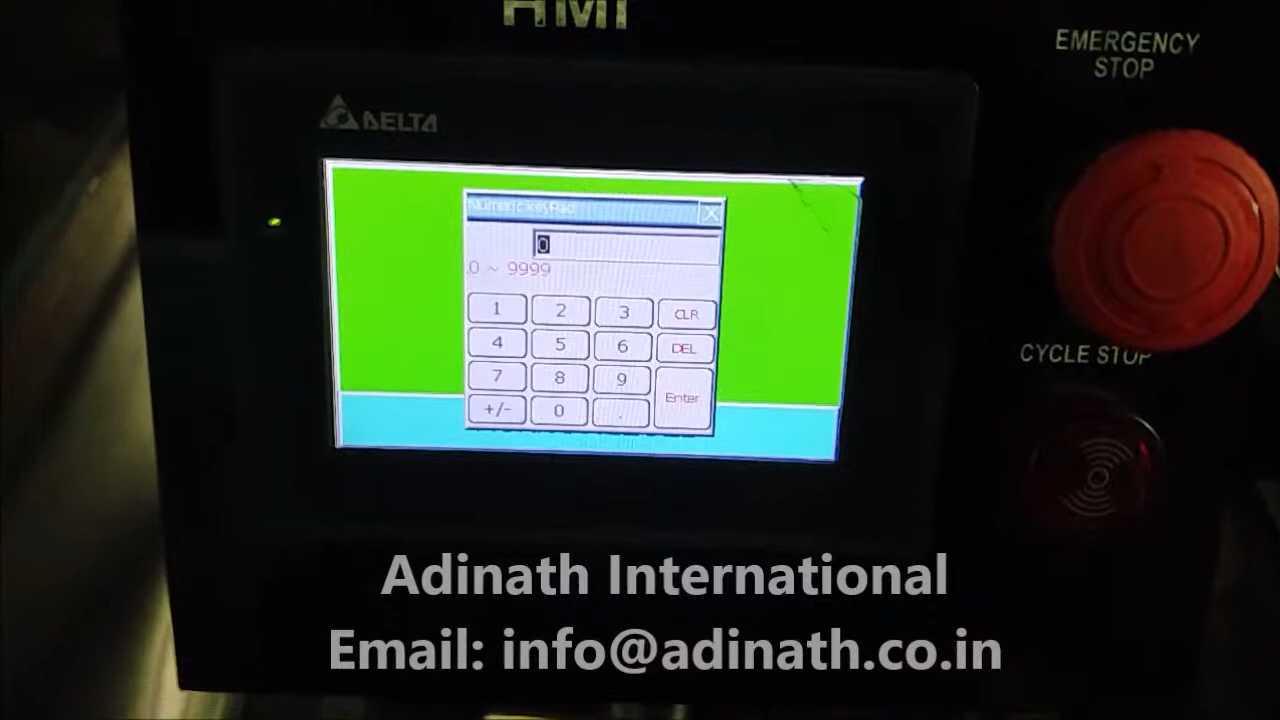 HMI
EMERGENCY
STOP
DELTA
Numeric KeyPad
X
0
0 ~ 9999
1 2 3 CLR
4 5 6 DEL
7 8 9 Enter
+/- 0 .
CYCLE STOP
Adinath International
Email: info@adinath.co.in